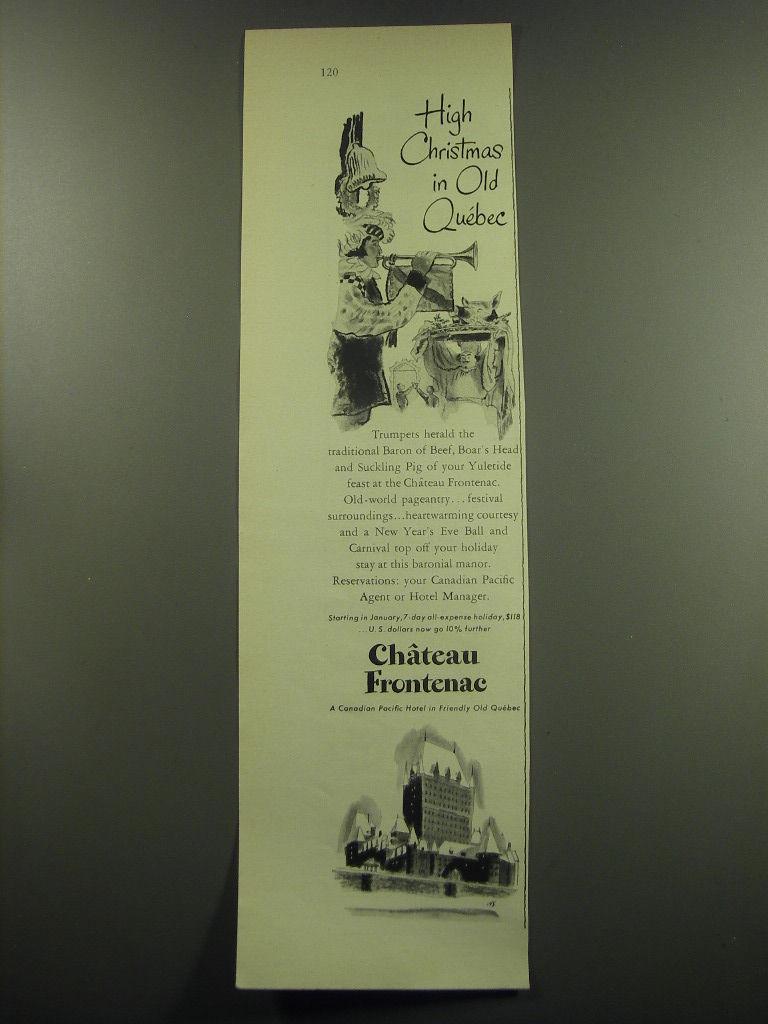 120
High
Christmas
in Old
Québec
Trumpets herald the
traditional Baron of Beef, Boar's Head
and Suckling Pig of your Yuletide
feast at the Château Frontenac.
Old-world pageantry... festival
surroundings...heartwarming courtesy
and a New Year's Eve Ball and
Carnival top off your holiday
stay at this baronial manor.
Reservations: your Canadian Pacific
Agent or Hotel Manager.
Starting in January, 7-day all-expense holiday, $118
...U. S. dollars now go 10% further
Château
Frontenac
A Canadian Pacific Hotel in Friendly Old Québec